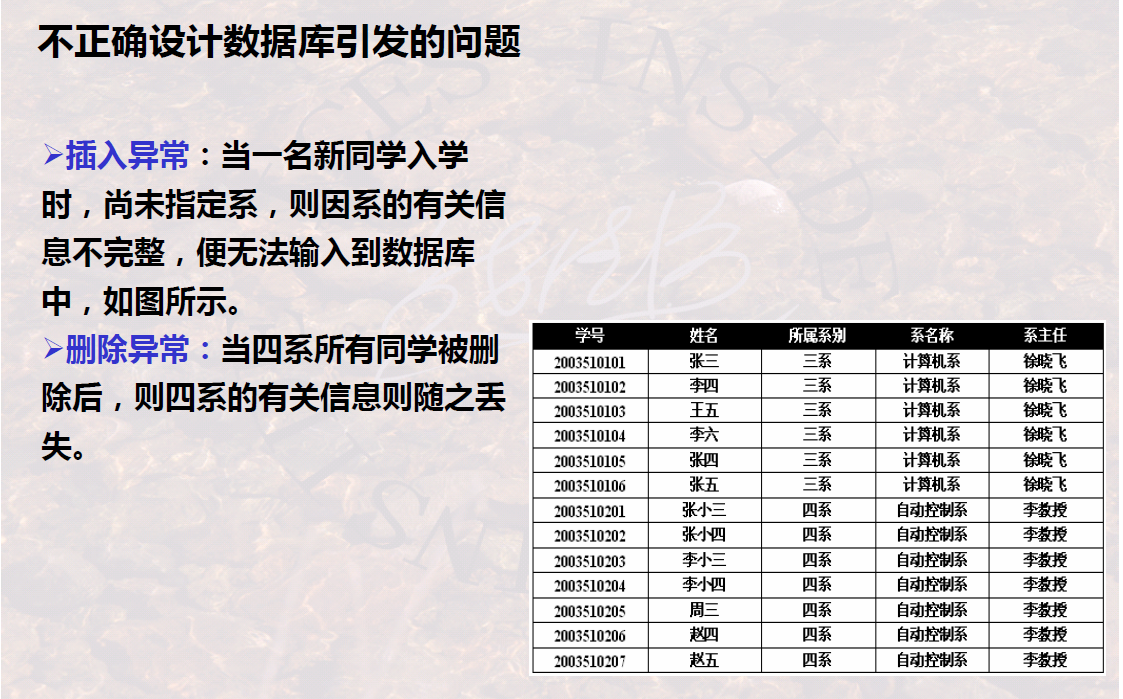 不正确设计数据库引发的问题
➢插入异常：当一名新同学入学
时，尚未指定系，则因系的有关信
息不完整，便无法输入到数据库
中，如图所示。
➢删除异常：当四系所有同学被删
除后，则四系的有关信息则随之丢
失。
学号 姓名 所属系别 系名称 系主任
2003510101 张三 三系 计算机系 徐晓飞
2003510102 李四 三系 计算机系 徐晓飞
2003510103 王五 三系 计算机系 徐晓飞
2003510104 李六 三系 计算机系 徐晓飞
2003510105 张四 三系 计算机系 徐晓飞
2003510106 张五 三系 计算机系 徐晓飞
2003510201 张小三 四系 自动控制系 李教授
2003510202 张小四 四系 自动控制系 李教授
2003510203 李小三 四系 自动控制系 李教授
2003510204 李小四 四系 自动控制系 李教授
2003510205 周三 四系 自动控制系 李教授
2003510206 赵四 四系 自动控制系 李教授
2003510207 赵五 四系 自动控制系 李教授